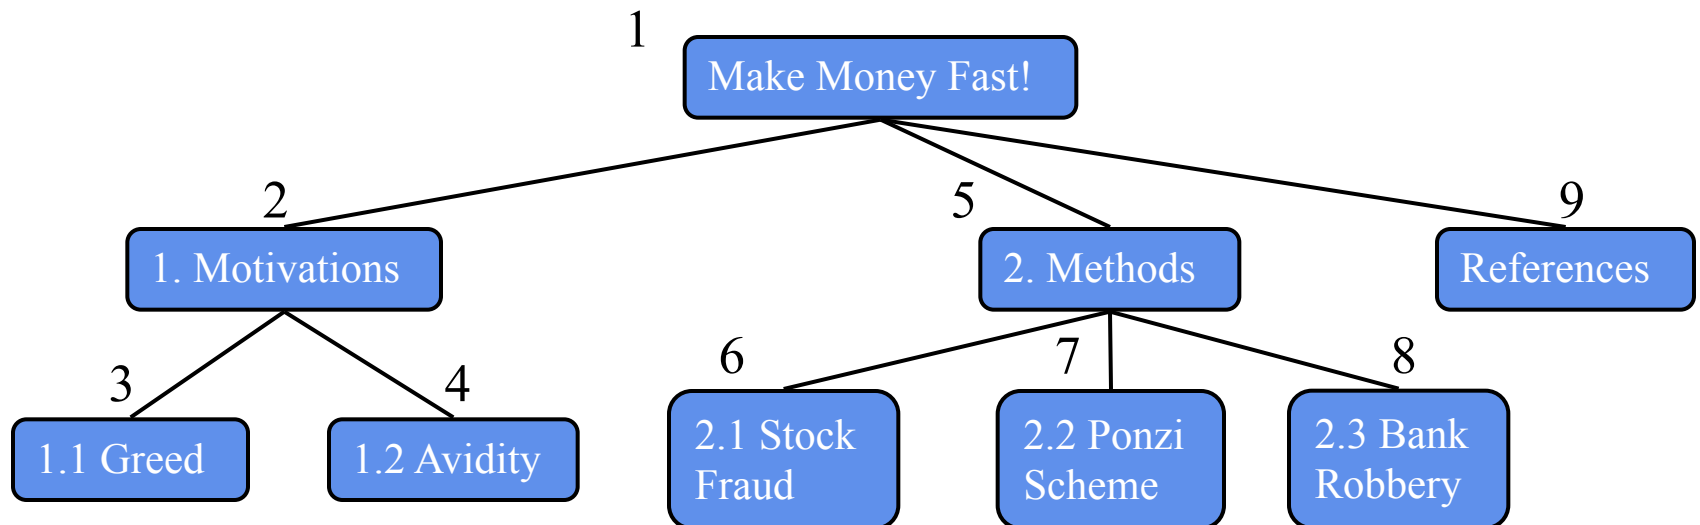 1
Make Money Fast!
2
5
9
1. Motivations
2. Methods
References
3
4
6
7
8
1.1 Greed
1.2 Avidity
2.1 Stock
Fraud
2.2 Ponzi
Scheme
2.3 Bank
Robbery